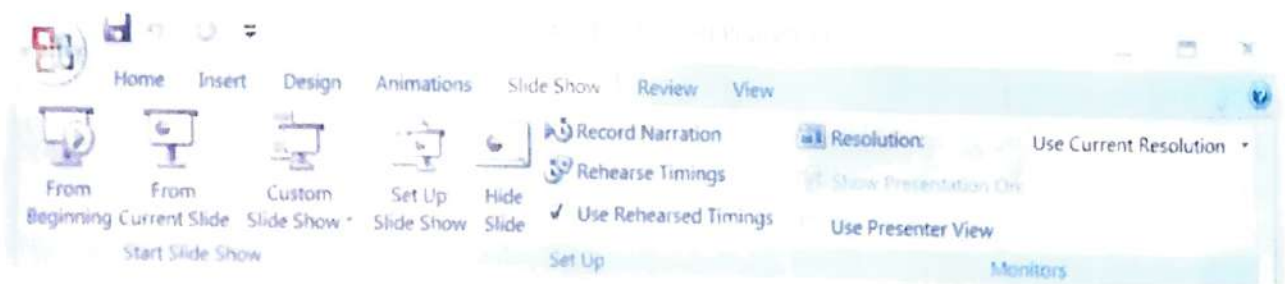 Home Insert Design Animations Slide Show Review View
From Beginning
From Current Slide
Custom Slide Show
Set Up Slide Show
Hide Slide
Record Narration
Rehearse Timings
Use Rehearsed Timings
Resolution: Use Current Resolution
Show Presentation On:
Use Presenter View
Start Slide Show
Set Up
Monitors